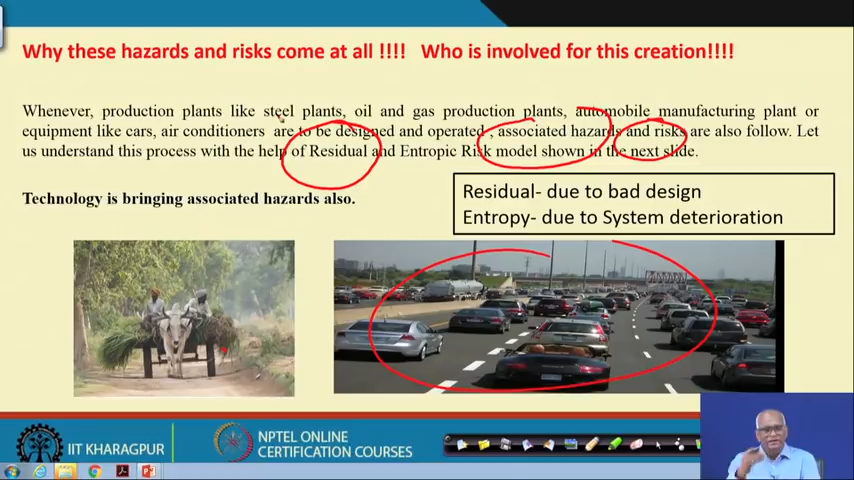 Why these hazards and risks come at all !!!! Who is involved for this creation!!!!
Whenever, production plants like steel plants, oil and gas production plants, automobile manufacturing plant or
equipment like cars, air conditioners are to be designed and operated , associated hazards and risks are also follow. Let
us understand this process with the help of Residual and Entropic Risk model shown in the next slide.
Residual- due to bad design
Technology is bringing associated hazards also.
Entropy- due to System deterioration
IIT KHARAGPUR
NPTEL ONLINE
CERTIFICATION COURSES